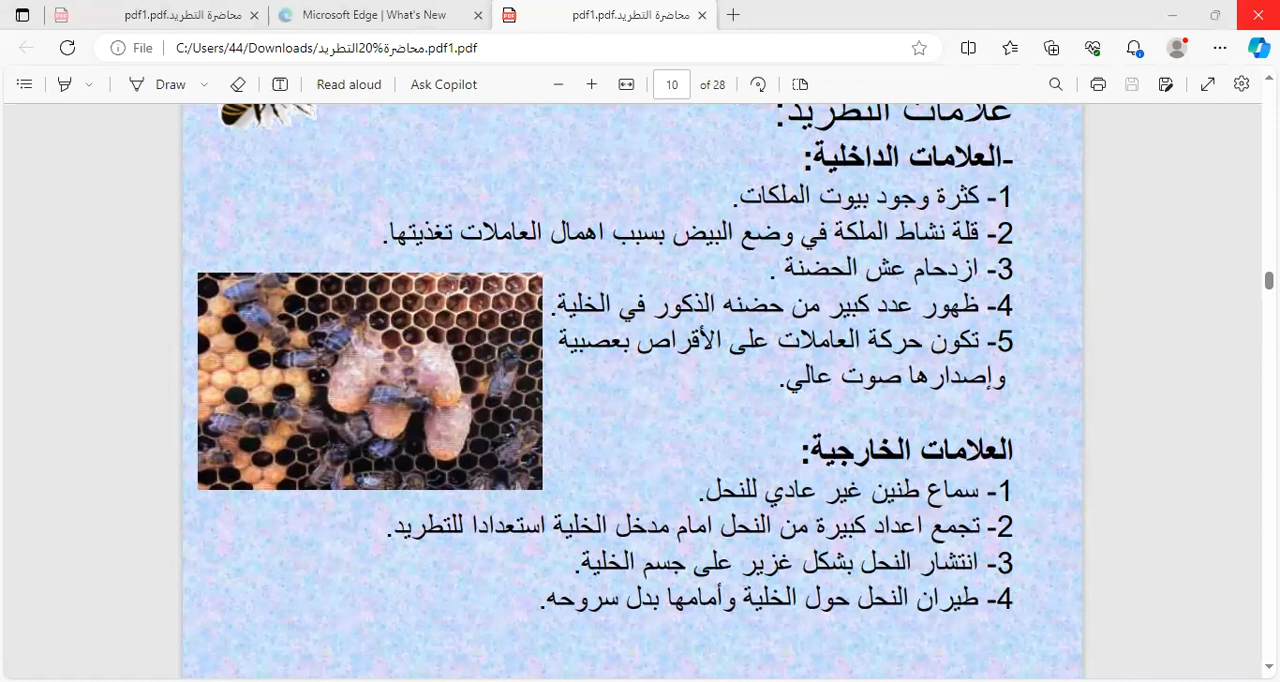 محاضرة التطريد.pdf1.pdf
Microsoft Edge | What's New
محاضرة التطريد.pdf1.pdf
File
C:/Users/44/Downloads/محاضرة%20التطريد.pdf1.pdf
Draw
Read aloud
Ask Copilot
10 of 28
علامات التطريد:
-العلامات الداخلية:
1- كثرة وجود بيوت الملكات.
2- قلة نشاط الملكة في وضع البيض بسبب اهمال العاملات تغذيتها.
3- ازدحام عش الحضنة .
4- ظهور عدد كبير من حضنه الذكور في الخلية.
5- تكون حركة العاملات على الأقراص بعصبية
وإصدارها صوت عالي.
العلامات الخارجية:
1- سماع طنين غير عادي للنحل.
2- تجمع اعداد كبيرة من النحل امام مدخل الخلية استعدادا للتطريد.
3- انتشار النحل بشكل غزير على جسم الخلية.
4- طيران النحل حول الخلية وأمامها بدل سروحه.